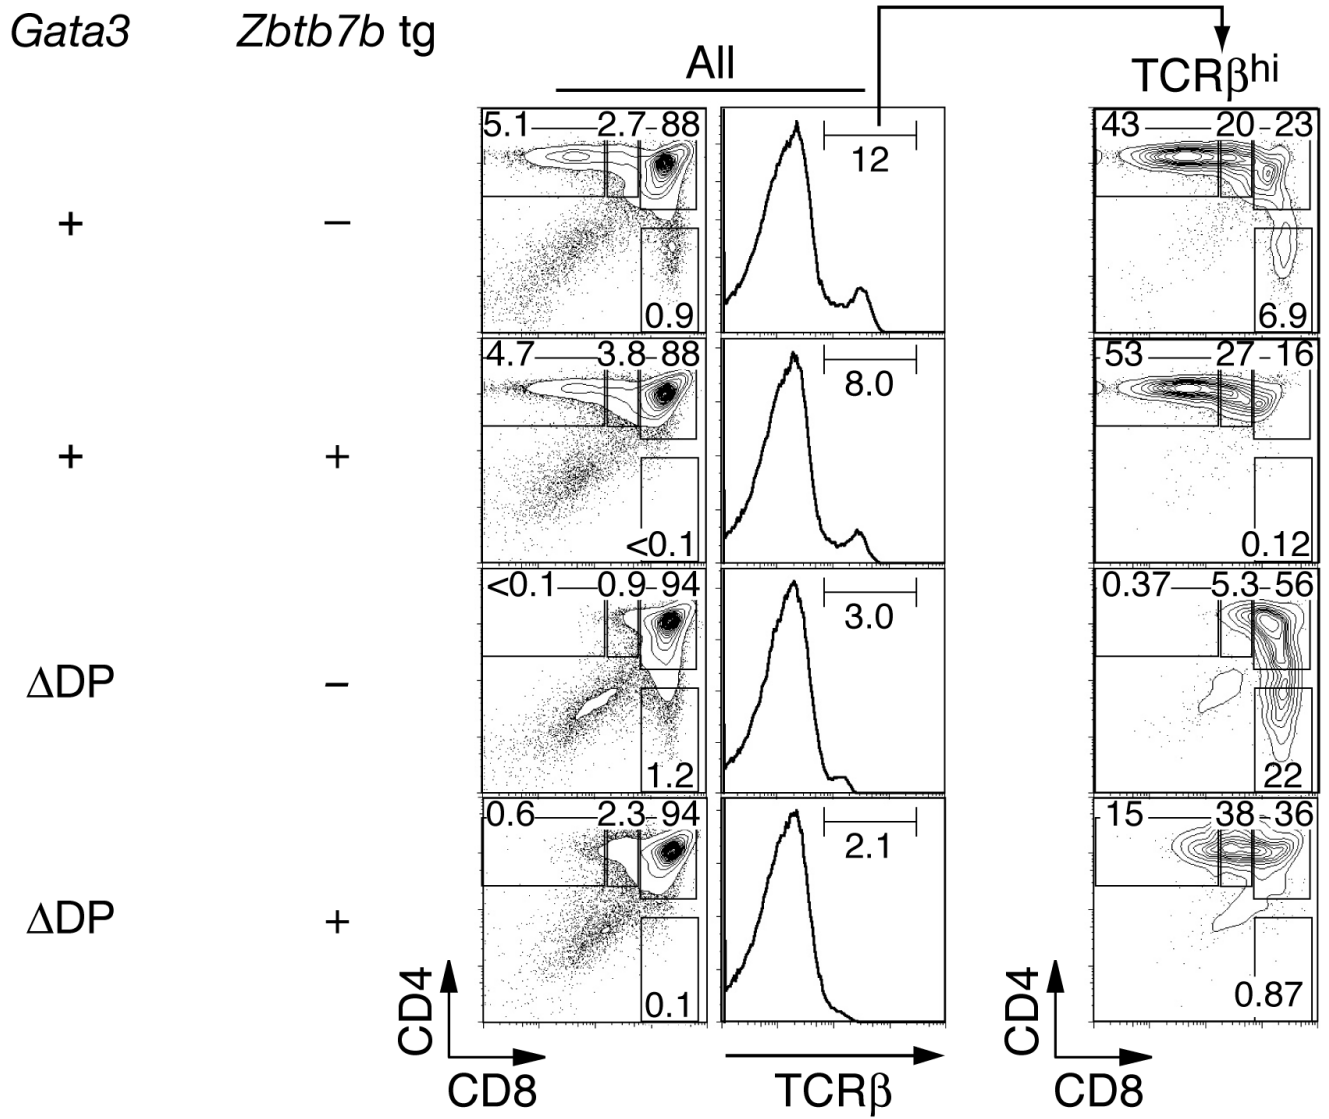 Gata3 Zbtb7b tg
All
TCRβhi
5.1 2.7 88
12
43 20 23
+ −
0.9
6.9
4.7 3.8 88
8.0
53 27 16
+ +
<0.1
0.12
<0.1 0.9 94
3.0
0.37 5.3 56
ΔDP −
1.2
22
0.6 2.3 94
2.1
15 38 36
ΔDP +
0.1
0.87
CD4
CD8
TCRβ
CD4
CD8